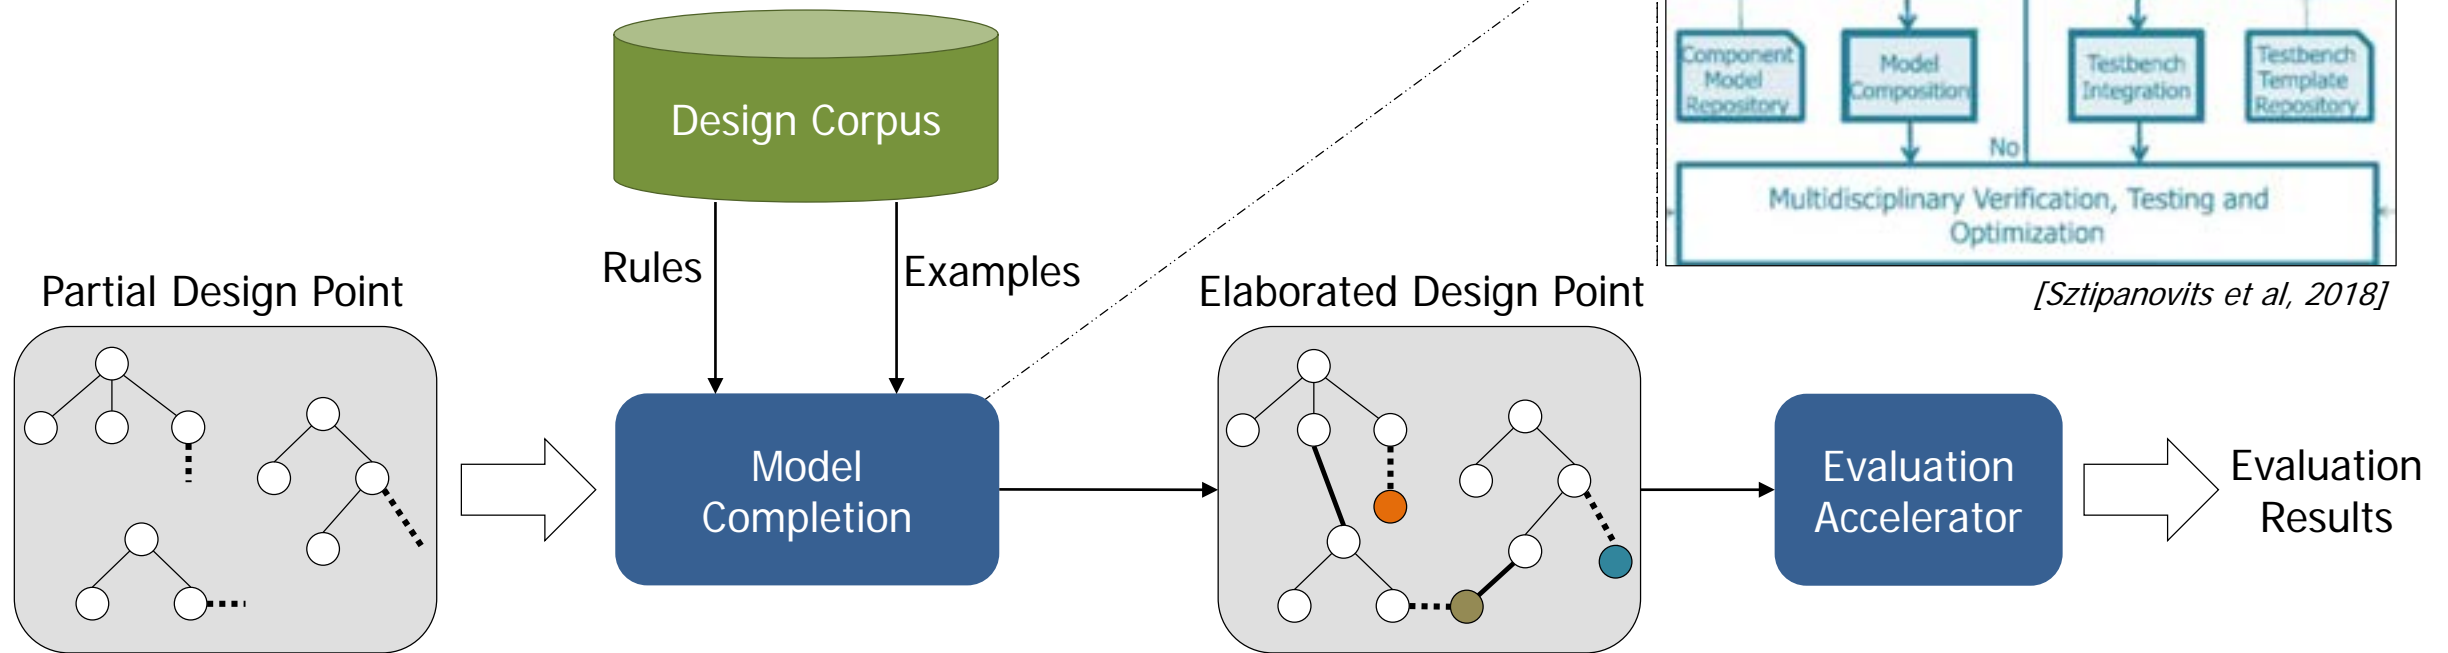 Component
Model
Repository
Model
Composition
Testbench
Integration
Testbench
Template
Repository
No
Multidisciplinary Verification, Testing and
Optimization
[Sztipanovits et al, 2018]
Design Corpus
Rules
Examples
Partial Design Point
Model
Completion
Elaborated Design Point
Evaluation
Accelerator
Evaluation
Results